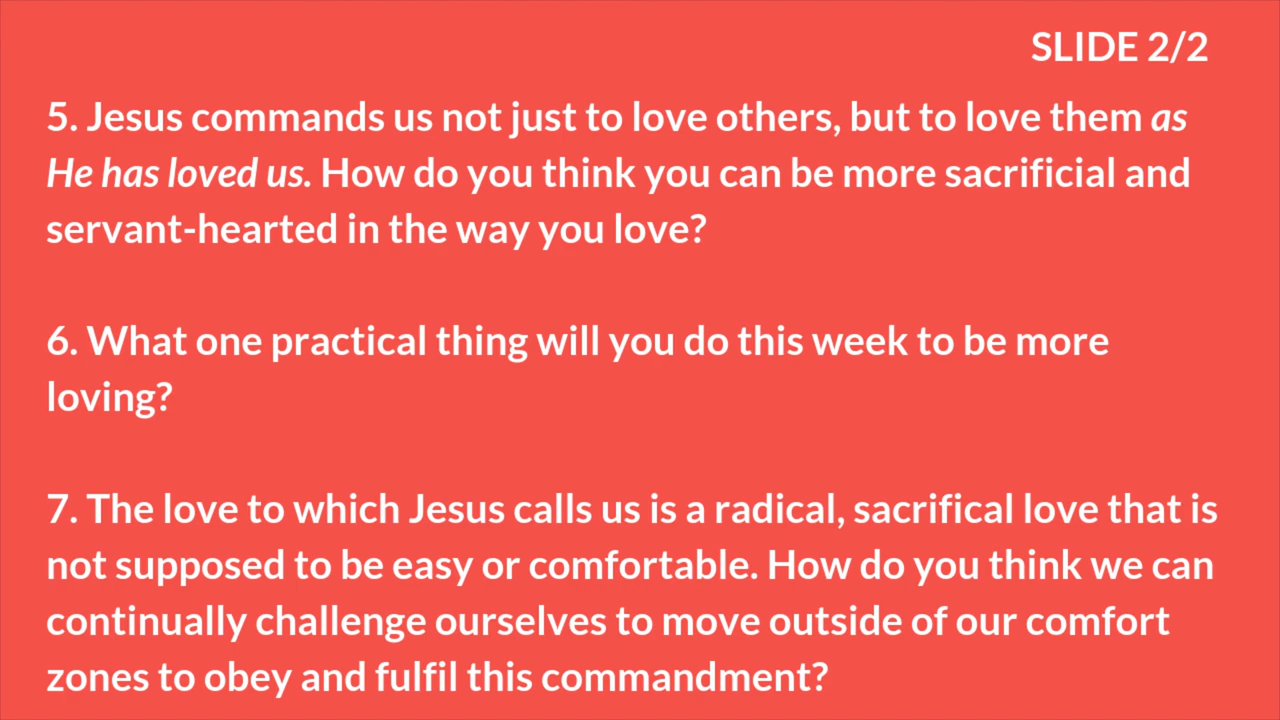 SLIDE 2/2
5. Jesus commands us not just to love others, but to love them as
He has loved us. How do you think you can be more sacrificial and
servant-hearted in the way you love?
6. What one practical thing will you do this week to be more
loving?
7. The love to which Jesus calls us is a radical, sacrifical love that is
not supposed to be easy or comfortable. How do you think we can
continually challenge ourselves to move outside of our comfort
zones to obey and fulfil this commandment?